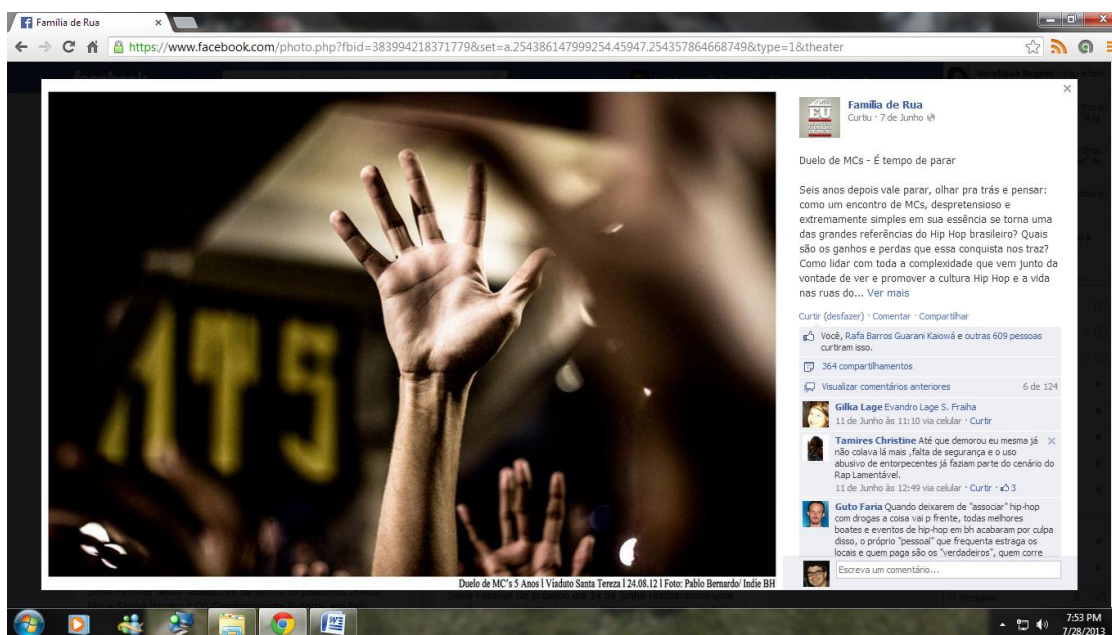 Família de Rua
https://www.facebook.com/photo.php?fbid=383994218371779&set=a.254386147999254.45947.254357864668749&type=1&theater
ATS
Duelo de MC's 5 Anos l Viaduto Santa Tereza l 24.08.12 l Foto: Pablo Bernardo/ Indie BH
EU
Família de Rua
Curtiu · 7 de Junho
Duelo de MCs - É tempo de parar
Seis anos depois vale parar, olhar pra trás e pensar:
como um encontro de MCs, despretensioso e
extremamente simples em sua essência se torna uma
das grandes referências do Hip Hop brasileiro? Quais
são os ganhos e perdas que essa conquista nos traz?
Como lidar com toda a complexidade que vem junto da
vontade de ver e promover a cultura Hip Hop e a vida
nas ruas do... Ver mais
Curtir (desfazer) · Comentar · Compartilhar
Você, Rafa Barros Guarani Kaiowá e outras 609 pessoas
curtiram isso.
364 compartilhamentos
Visualizar comentários anteriores 6 de 124
Gilka Lage Evandro Lage S. Fraiha
11 de Junho às 11:10 via celular · Curtir
Tamires Christine Até que demorou eu mesma já
não colava lá mais ,falta de segurança e o uso
abusivo de entorpecentes já faziam parte do cenário do
Rap Lamentável.
11 de Junho às 12:49 via celular · Curtir · 3
Guto Faria Quando deixarem de "associar" hip-hop
com drogas a coisa vai p frente, todas melhores
boates e eventos de hip-hop em bh acabaram por culpa
disso, o próprio "pessoal" que frequenta estraga os
locais e quem paga são os "verdadeiros", quem corre
Escreva um comentário...
7:53 PM
7/28/2013